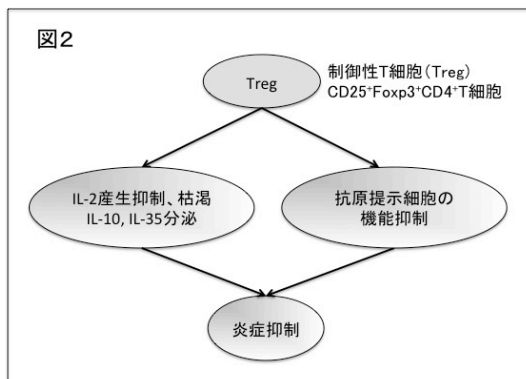 図2
Treg
制御性T細胞(Treg)
CD25⁺Foxp3⁺CD4⁺T細胞
IL-2産生抑制、枯渇
IL-10, IL-35分泌
抗原提示細胞の
機能抑制
炎症抑制